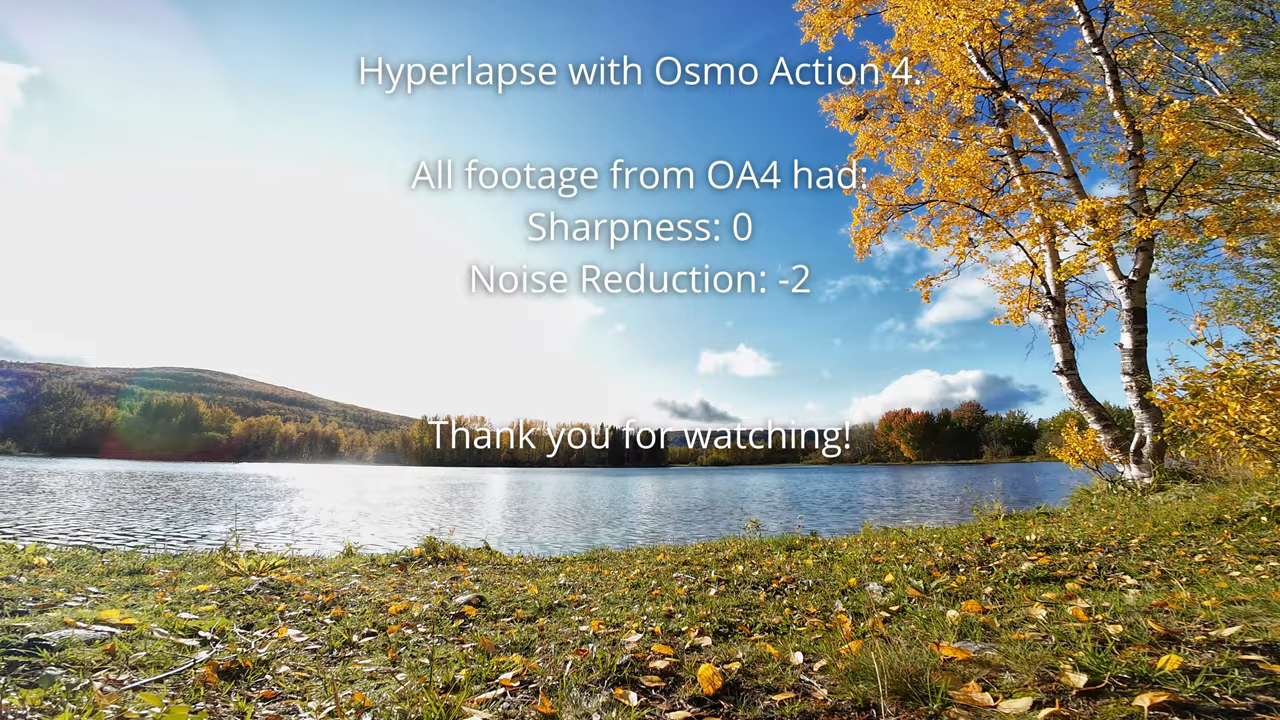 Hyperlapse with Osmo Action 4.
All footage from OA4 had:
Sharpness: 0
Noise Reduction: -2
Thank you for watching!